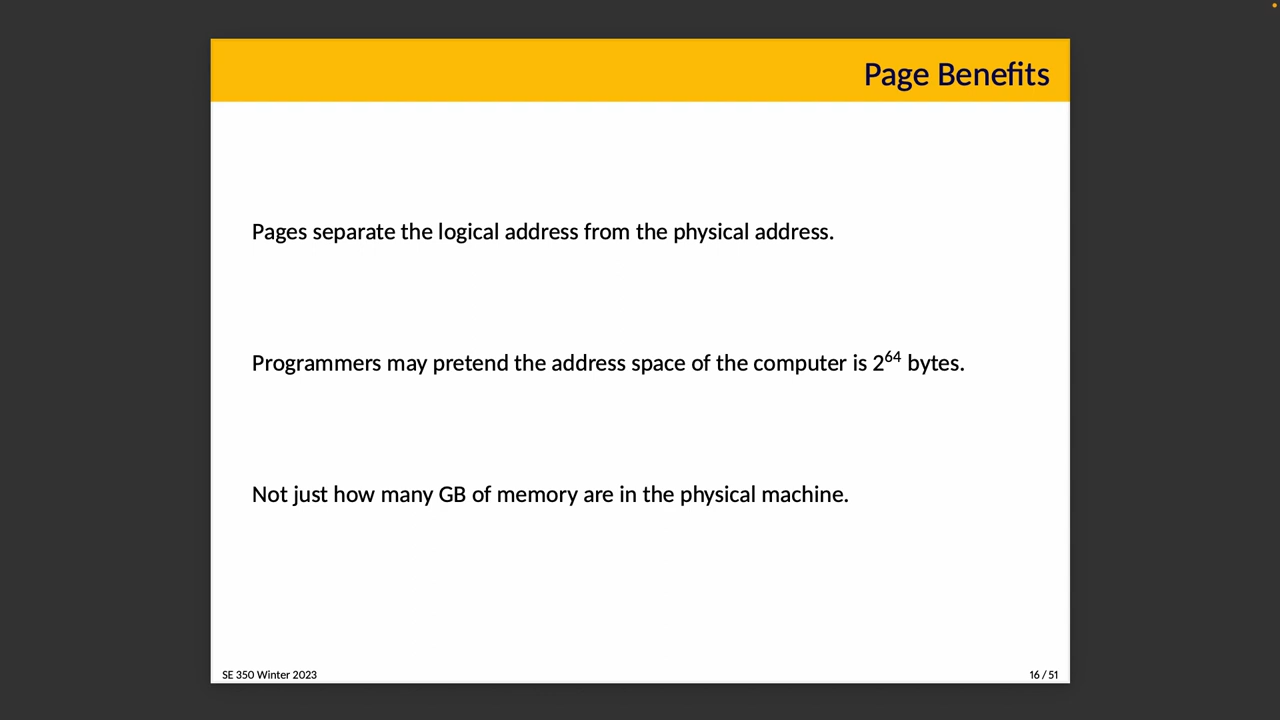 Page Benefits
Pages separate the logical address from the physical address.
Programmers may pretend the address space of the computer is 2⁶⁴ bytes.
Not just how many GB of memory are in the physical machine.
SE 350 Winter 2023
16 / 51